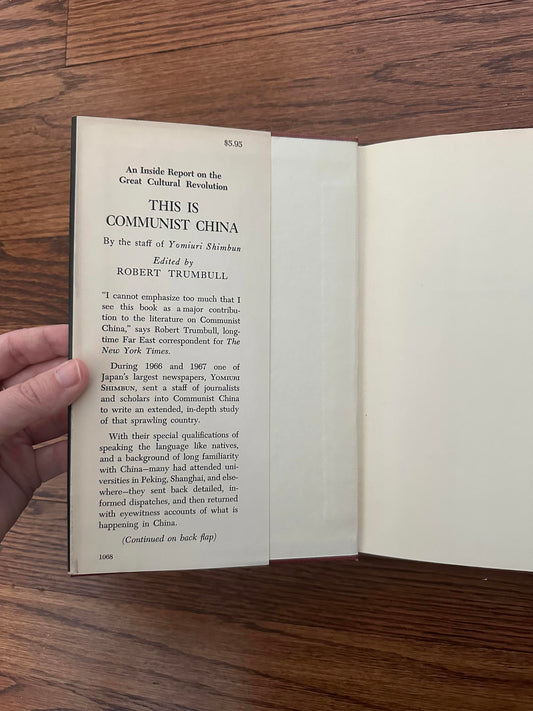 $5.95
An Inside Report on the
Great Cultural Revolution
THIS IS
COMMUNIST CHINA
By the staff of Yomiuri Shimbun
Edited by
ROBERT TRUMBULL
"I cannot emphasize too much that I
see this book as a major contribu-
tion to the literature on Communist
China," says Robert Trumbull, long-
time Far East correspondent for The
New York Times.
During 1966 and 1967 one of
Japan's largest newspapers, YOMIURI
SHIMBUN, sent a staff of journalists
and scholars into Communist China
to write an extended, in-depth study
of that sprawling country.
With their special qualifications of
speaking the language like natives,
and a background of long familiarity
with China—many had attended uni-
versities in Peking, Shanghai, and else-
where—they sent back detailed, in-
formed dispatches, and then returned
with eyewitness accounts of what is
happening in China.
(Continued on back flap)
1068